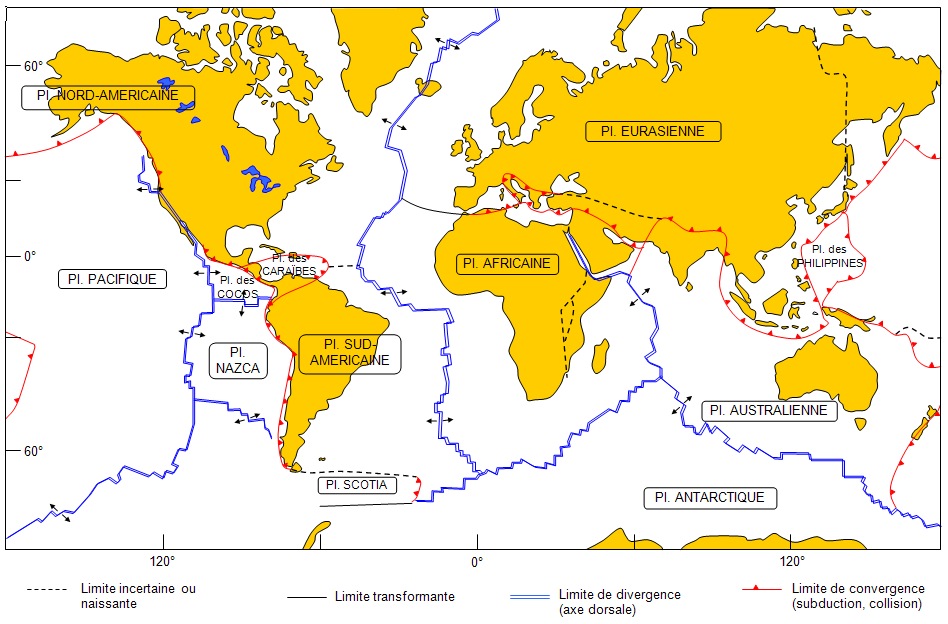 60°
Pl. NORD-AMERICAINE
Pl. EURASIENNE
0°
Pl. des
CARAÏBES
Pl. des
PHILIPPINES
Pl. PACIFIQUE
Pl. des
COCOS
Pl. AFRICAINE
Pl. SUD-
AMERICAINE
Pl.
NAZCA
Pl. AUSTRALIENNE
60°
Pl. SCOTIA
Pl. ANTARCTIQUE
120°
0°
120°
Limite incertaine ou
naissante
Limite transformante
Limite de divergence
(axe dorsale)
Limite de convergence
(subduction, collision)